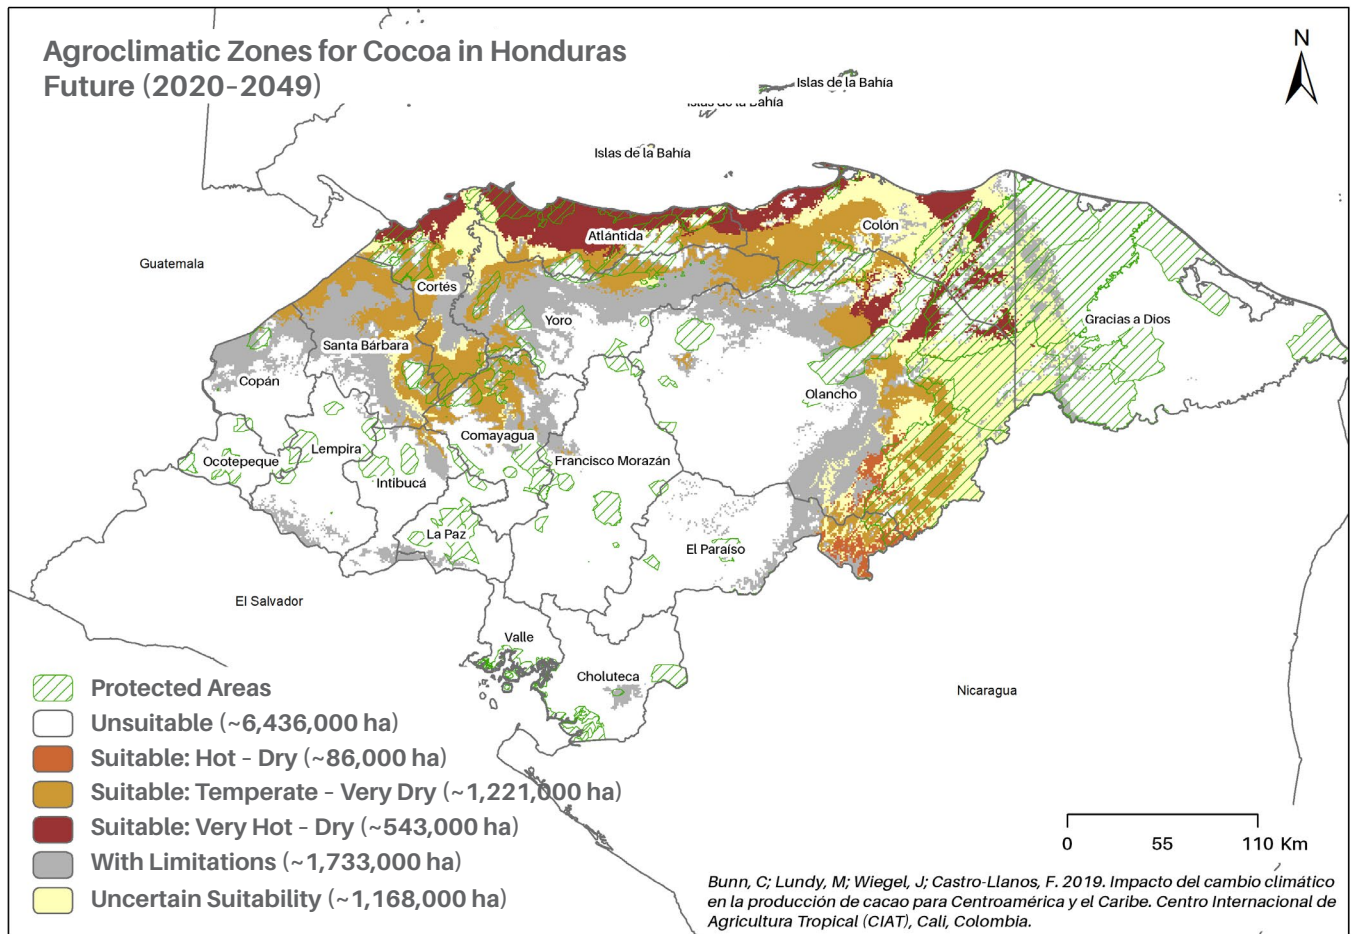 Agroclimatic Zones for Cocoa in Honduras
Future (2020–2049)
N
Islas de la Bahía
Islas de la Bahía
Islas de la Bahía
Guatemala
Atlántida
Colón
Cortés
Yoro
Gracias a Dios
Santa Bárbara
Copán
Olancho
Comayagua
Lempira
Ocotepeque
Francisco Morazán
Intibucá
La Paz
El Paraíso
El Salvador
Valle
Choluteca
Nicaragua
Protected Areas
Unsuitable (~6,436,000 ha)
Suitable: Hot – Dry (~86,000 ha)
Suitable: Temperate – Very Dry (~1,221,000 ha)
Suitable: Very Hot – Dry (~543,000 ha)
With Limitations (~1,733,000 ha)
Uncertain Suitability (~1,168,000 ha)
0 55 110 Km
Bunn, C; Lundy, M; Wiegel, J; Castro-Llanos, F. 2019. Impacto del cambio climático
en la producción de cacao para Centroamérica y el Caribe. Centro Internacional de
Agricultura Tropical (CIAT), Cali, Colombia.